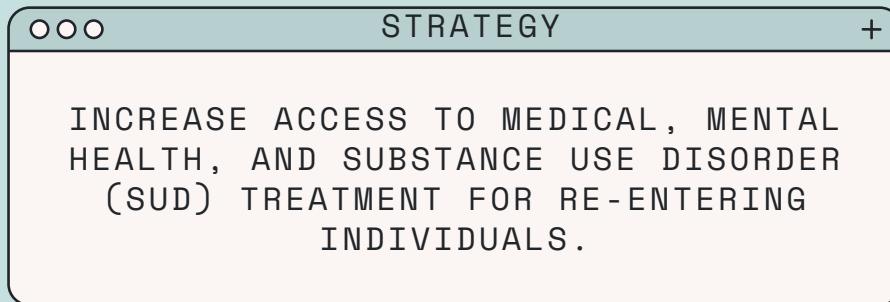 STRATEGY
INCREASE ACCESS TO MEDICAL, MENTAL
HEALTH, AND SUBSTANCE USE DISORDER
(SUD) TREATMENT FOR RE-ENTERING
INDIVIDUALS.